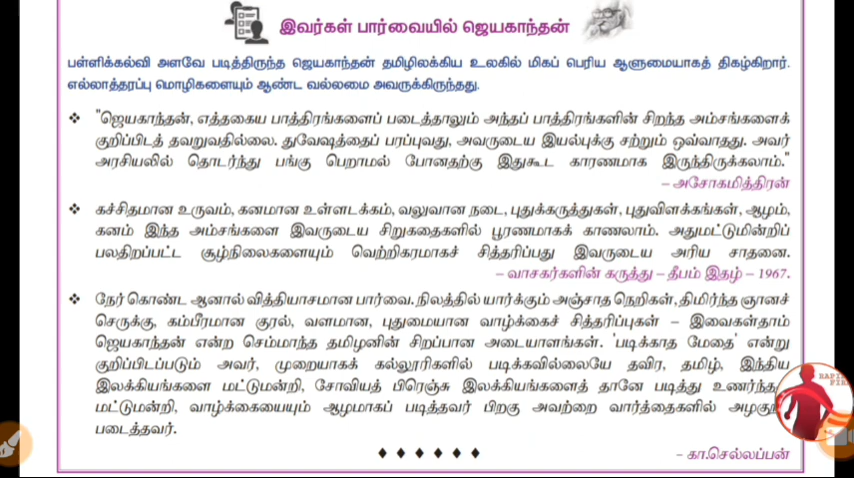 இவர்கள் பார்வையில் ஜெயகாந்தன்
பள்ளிக்கல்வி அளவே படித்திருந்த ஜெயகாந்தன் தமிழிலக்கிய உலகில் மிகப் பெரிய ஆளுமையாகத் திகழ்கிறார்.
எல்லாத்தரப்பு மொழிகளையும் ஆண்ட வல்லமை அவருக்கிருந்தது.
❖ "ஜெயகாந்தன், எத்தகைய பாத்திரங்களைப் படைத்தாலும் அந்தப் பாத்திரங்களின் சிறந்த அம்சங்களைக்
குறிப்பிடத் தவறுவதில்லை. துவேஷத்தைப் பரப்புவது, அவருடைய இயல்புக்கு சற்றும் ஒவ்வாதது. அவர்
அரசியலில் தொடர்ந்து பங்கு பெறாமல் போனதற்கு இதுகூட காரணமாக இருந்திருக்கலாம்."
– அசோகமித்திரன்
❖ கச்சிதமான உருவம், கனமான உள்ளடக்கம், வலுவான நடை, புதுக்கருத்துகள், புதுவிளக்கங்கள், ஆழம்,
கனம் இந்த அம்சங்களை இவருடைய சிறுகதைகளில் பூரணமாகக் காணலாம். அதுமட்டுமின்றிப்
பலதிறப்பட்ட சூழ்நிலைகளையும் வெற்றிகரமாகச் சித்தரிப்பது இவருடைய அரிய சாதனை.
– வாசகர்களின் கருத்து – தீபம் இதழ் – 1967.
❖ நேர் கொண்ட ஆனால் வித்தியாசமான பார்வை. நிலத்தில் யார்க்கும் அஞ்சாத நெறிகள், திமிர்ந்த ஞானச்
செருக்கு, கம்பீரமான குரல், வளமான, புதுமையான வாழ்க்கைச் சித்தரிப்புகள் – இவைகள்தாம்
ஜெயகாந்தன் என்ற செம்மாந்த தமிழனின் சிறப்பான அடையாளங்கள். 'படிக்காத மேதை' என்று
குறிப்பிடப்படும் அவர், முறையாகக் கல்லூரிகளில் படிக்கவில்லையே தவிர, தமிழ், இந்திய
இலக்கியங்களை மட்டுமன்றி, சோவியத் பிரெஞ்சு இலக்கியங்களைத் தானே படித்து
மட்டுமன்றி, வாழ்க்கையையும் ஆழமாகப் படித்தவர் பிறகு அவற்றை வார்த்தைகளில்
படைத்தவர்.
– கா.செல்லப்பன்